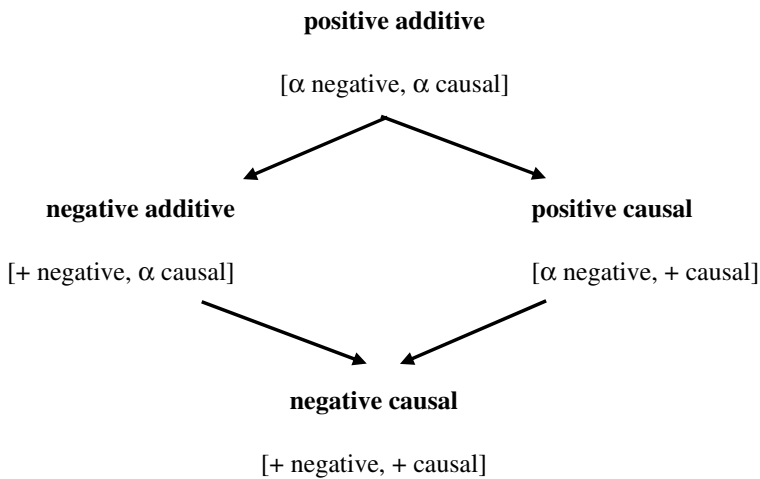 positive additive
[α negative, α causal]
negative additive
positive causal
[+ negative, α causal]
[α negative, + causal]
negative causal
[+ negative, + causal]